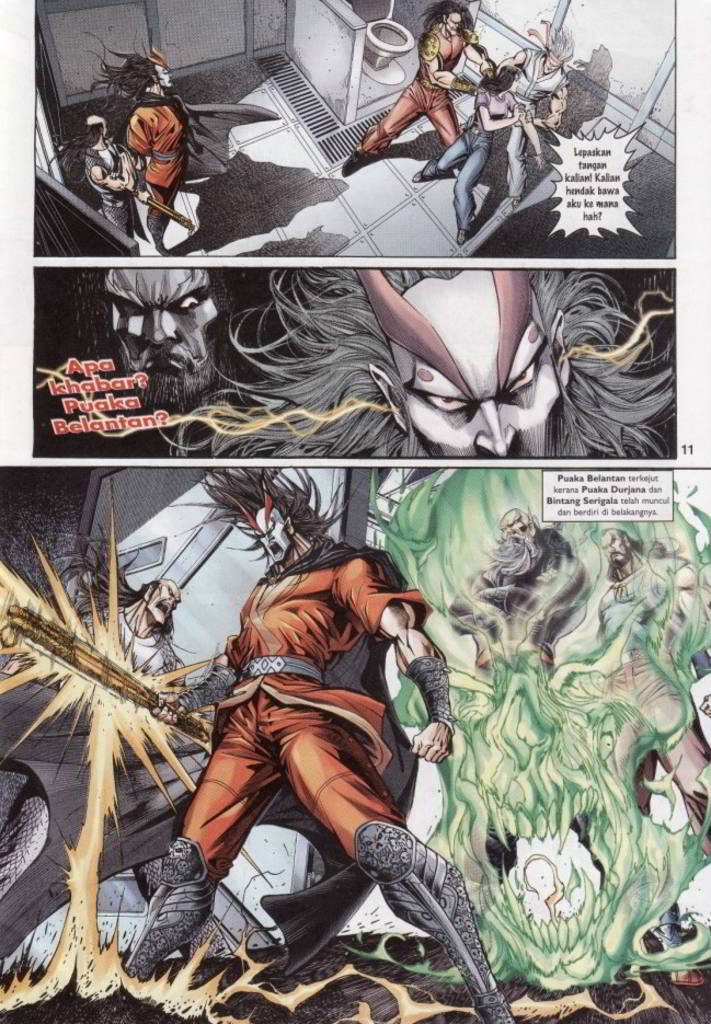 Lepaskan
tangan
kalian! Kalian
hendak bawa
aku ke mana
hah?
Apa
khabar?
Puaka
Belantan?
11
Puaka Belantan terkejut
kerana Puaka Durjana dan
Bintang Serigala telah muncul
dan berdiri di belakangnya.